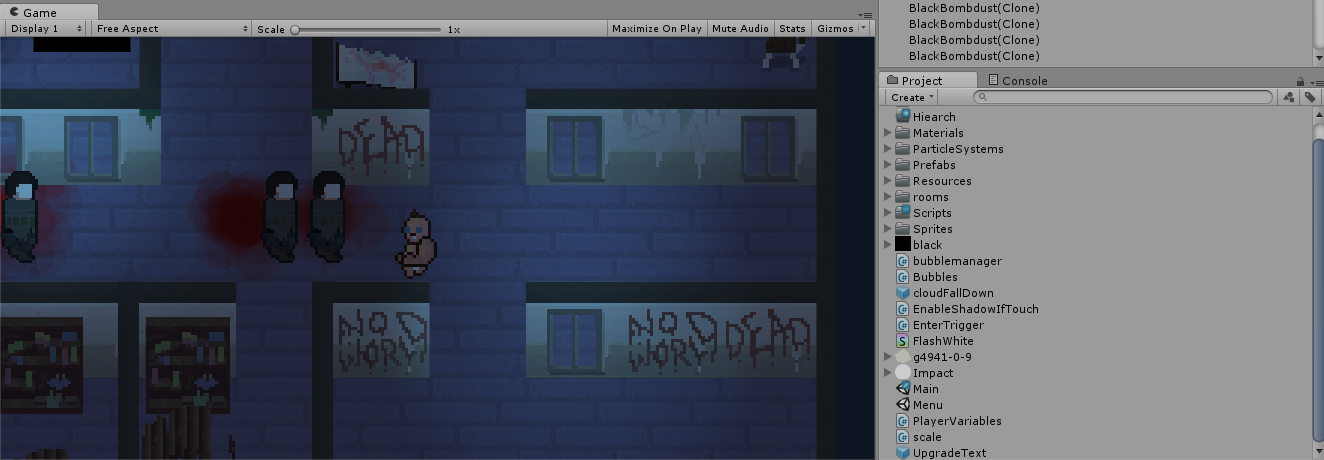 Game
Display 1
Free Aspect
Scale
1x
Maximize On Play
Mute Audio
Stats
Gizmos
DEAD
NO
WORD
NO D
WORD
DEAD
BlackBombdust(Clone)
BlackBombdust(Clone)
BlackBombdust(Clone)
BlackBombdust(Clone)
Project
Console
Create
Hiearch
Materials
ParticleSystems
Prefabs
Resources
rooms
Scripts
Sprites
black
bubblemanager
Bubbles
cloudFallDown
EnableShadowIfTouch
EnterTrigger
FlashWhite
g4941-0-9
Impact
Main
Menu
PlayerVariables
scale
UpgradeText